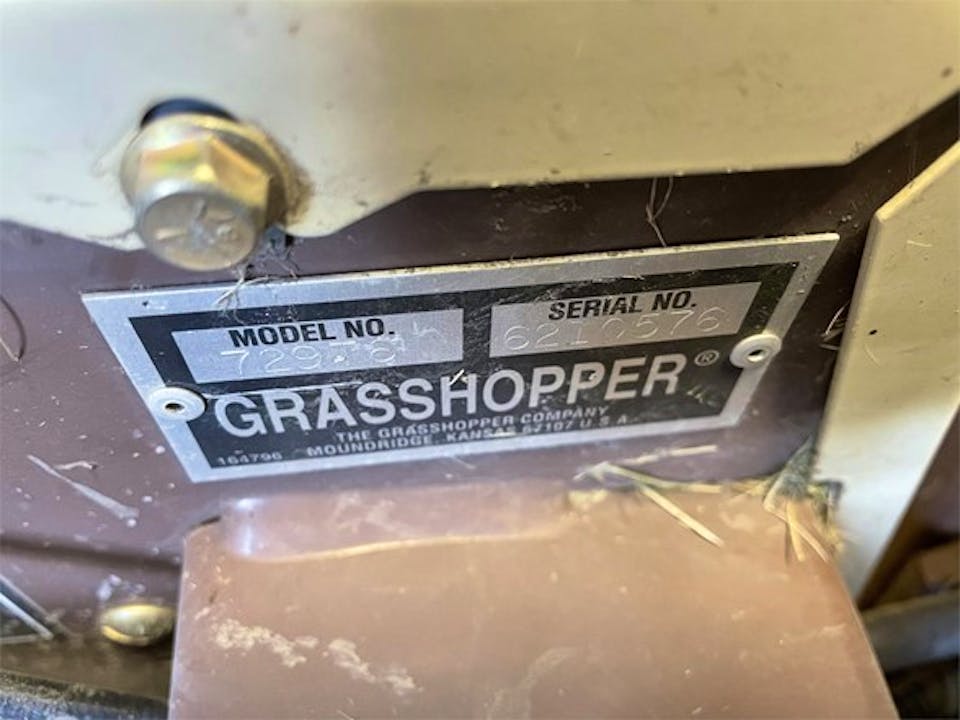 MODEL NO.
SERIAL NO.
6210576
GRASSHOPPER®
THE GRASSHOPPER COMPANY
164796 MOUNDRIDGE, KANSAS 67107 U.S.A.